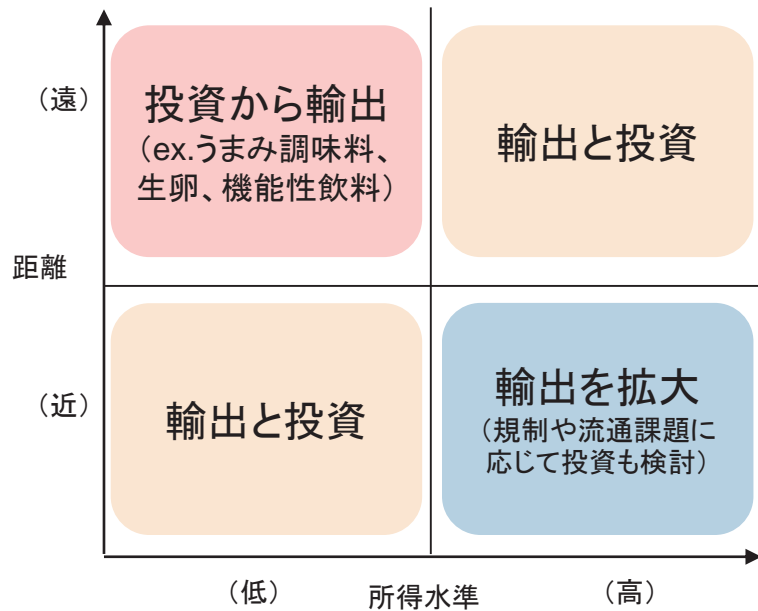 （遠）
投資から輸出
（ex.うまみ調味料、
生卵、機能性飲料）
輸出と投資
距離
（近）
輸出と投資
輸出を拡大
（規制や流通課題に
応じて投資も検討）
（低）
所得水準
（高）